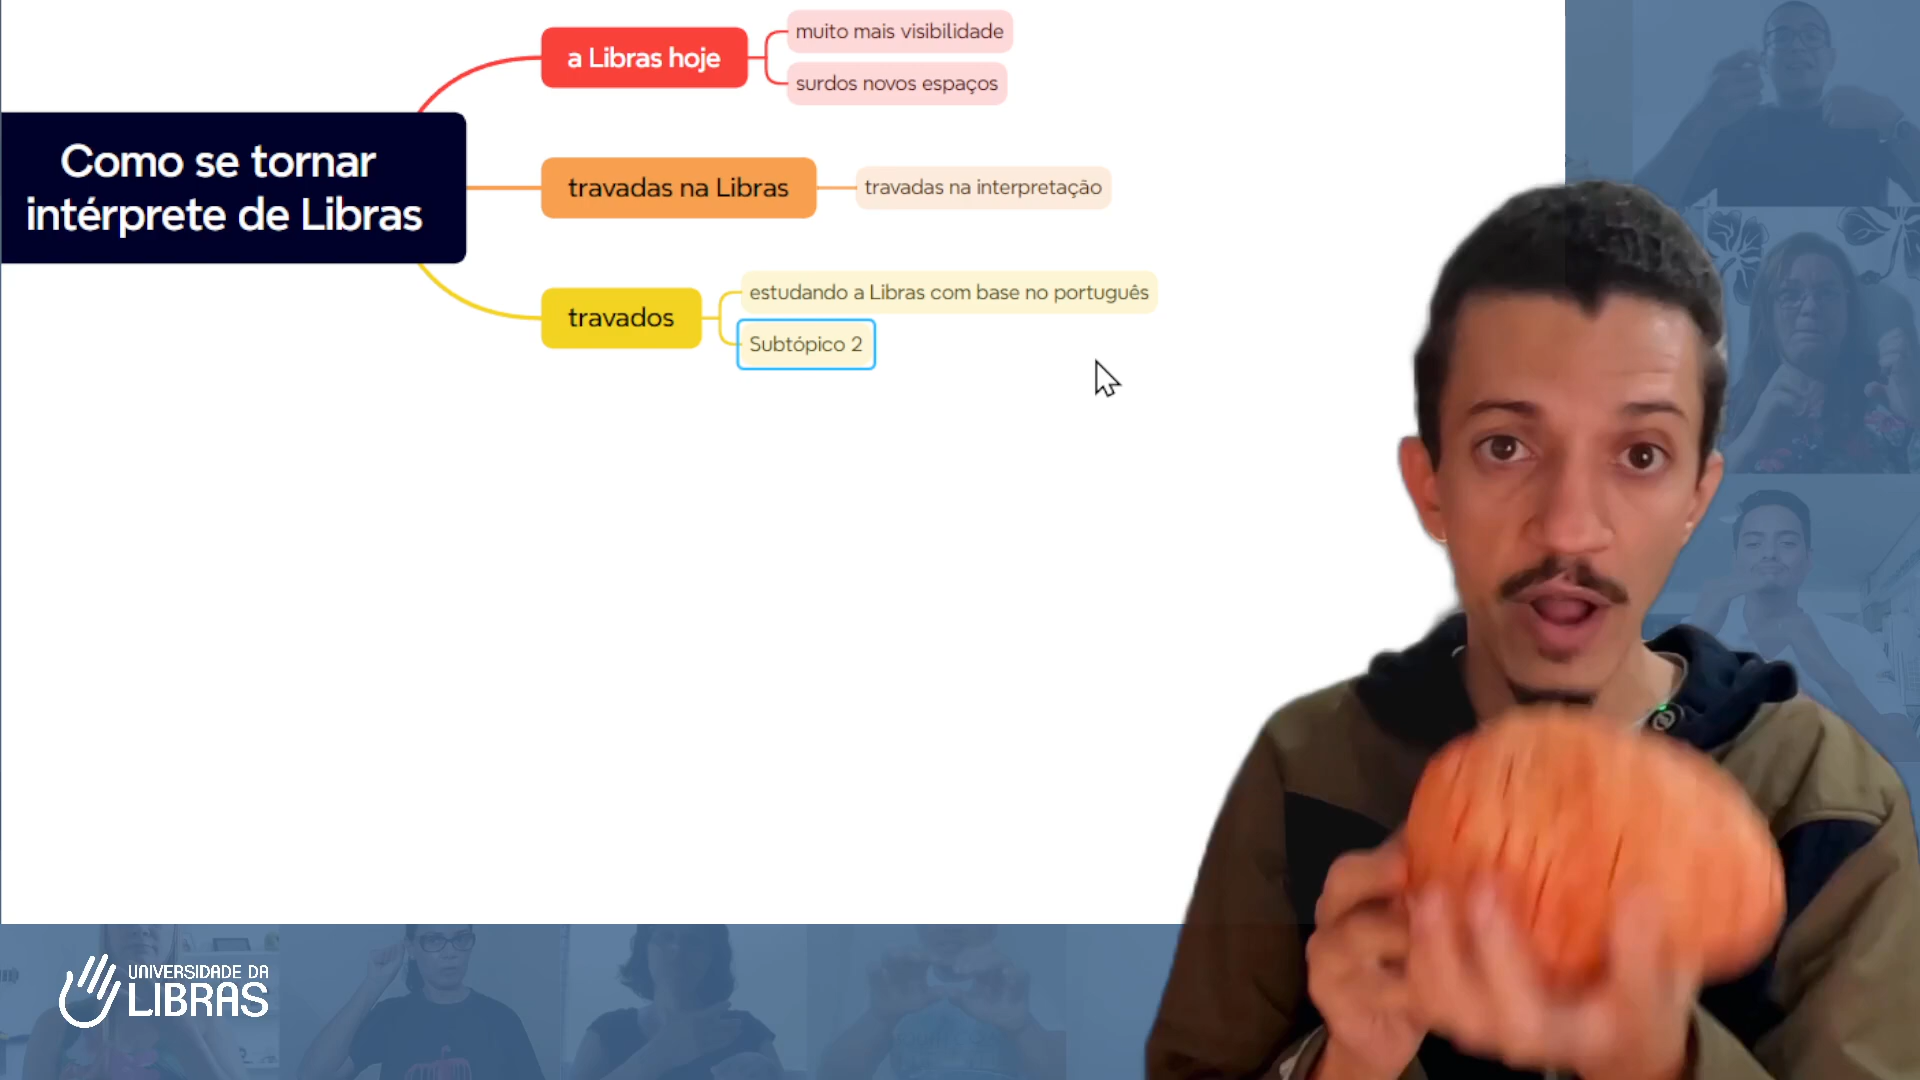 a Libras hoje
muito mais visibilidade
surdos novos espaços
Como se tornar
intérprete de Libras
travadas na Libras
travadas na interpretação
travados
estudando a Libras com base no português
Subtópico 2
UNIVERSIDADE DA
LIBRAS